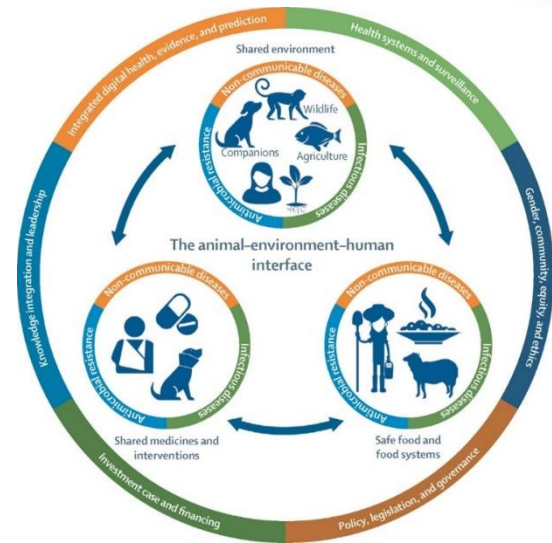 Integrated digital health, evidence, and prediction
Health systems and surveillance
Shared environment
Non-communicable diseases
Wildlife
Companions
Agriculture
Antimicrobial resistance
Infectious diseases
Knowledge integration and leadership
Gender, community, equity, and ethics
The animal–environment–human
interface
Non-communicable diseases
Antimicrobial resistance
Infectious diseases
Non-communicable diseases
Antimicrobial resistance
Infectious diseases
Shared medicines and
interventions
Safe food and
food systems
Investment case and financing
Policy, legislation, and governance